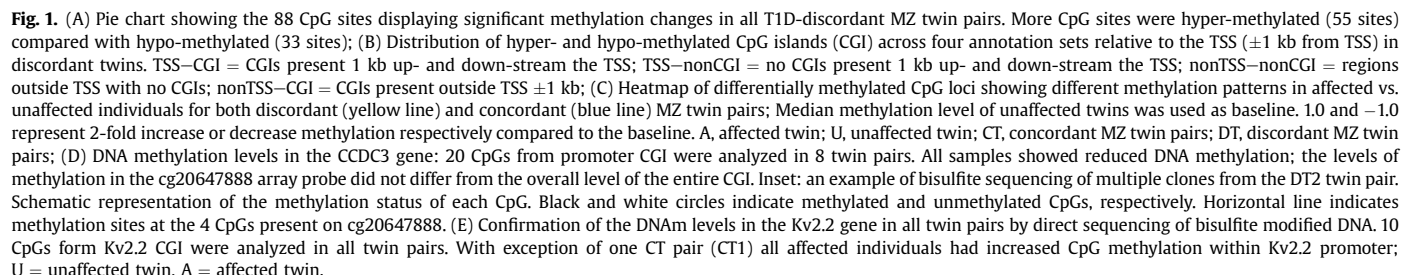 Fig. 1. (A) Pie chart showing the 88 CpG sites displaying significant methylation changes in all T1D-discordant MZ twin pairs. More CpG sites were hyper-methylated (55 sites)
compared with hypo-methylated (33 sites); (B) Distribution of hyper- and hypo-methylated CpG islands (CGI) across four annotation sets relative to the TSS (±1 kb from TSS) in
discordant twins. TSS−CGI = CGIs present 1 kb up- and down-stream the TSS; TSS−nonCGI = no CGIs present 1 kb up- and down-stream the TSS; nonTSS−nonCGI = regions
outside TSS with no CGIs; nonTSS−CGI = CGIs present outside TSS ±1 kb; (C) Heatmap of differentially methylated CpG loci showing different methylation patterns in affected vs.
unaffected individuals for both discordant (yellow line) and concordant (blue line) MZ twin pairs; Median methylation level of unaffected twins was used as baseline. 1.0 and −1.0
represent 2-fold increase or decrease methylation respectively compared to the baseline. A, affected twin; U, unaffected twin; CT, concordant MZ twin pairs; DT, discordant MZ twin
pairs; (D) DNA methylation levels in the CCDC3 gene: 20 CpGs from promoter CGI were analyzed in 8 twin pairs. All samples showed reduced DNA methylation; the levels of
methylation in the cg20647888 array probe did not differ from the overall level of the entire CGI. Inset: an example of bisulfite sequencing of multiple clones from the DT2 twin pair.
Schematic representation of the methylation status of each CpG. Black and white circles indicate methylated and unmethylated CpGs, respectively. Horizontal line indicates
methylation sites at the 4 CpGs present on cg20647888. (E) Confirmation of the DNAm levels in the Kv2.2 gene in all twin pairs by direct sequencing of bisulfite modified DNA. 10
CpGs form Kv2.2 CGI were analyzed in all twin pairs. With exception of one CT pair (CT1) all affected individuals had increased CpG methylation within Kv2.2 promoter;
U = unaffected twin. A = affected twin.